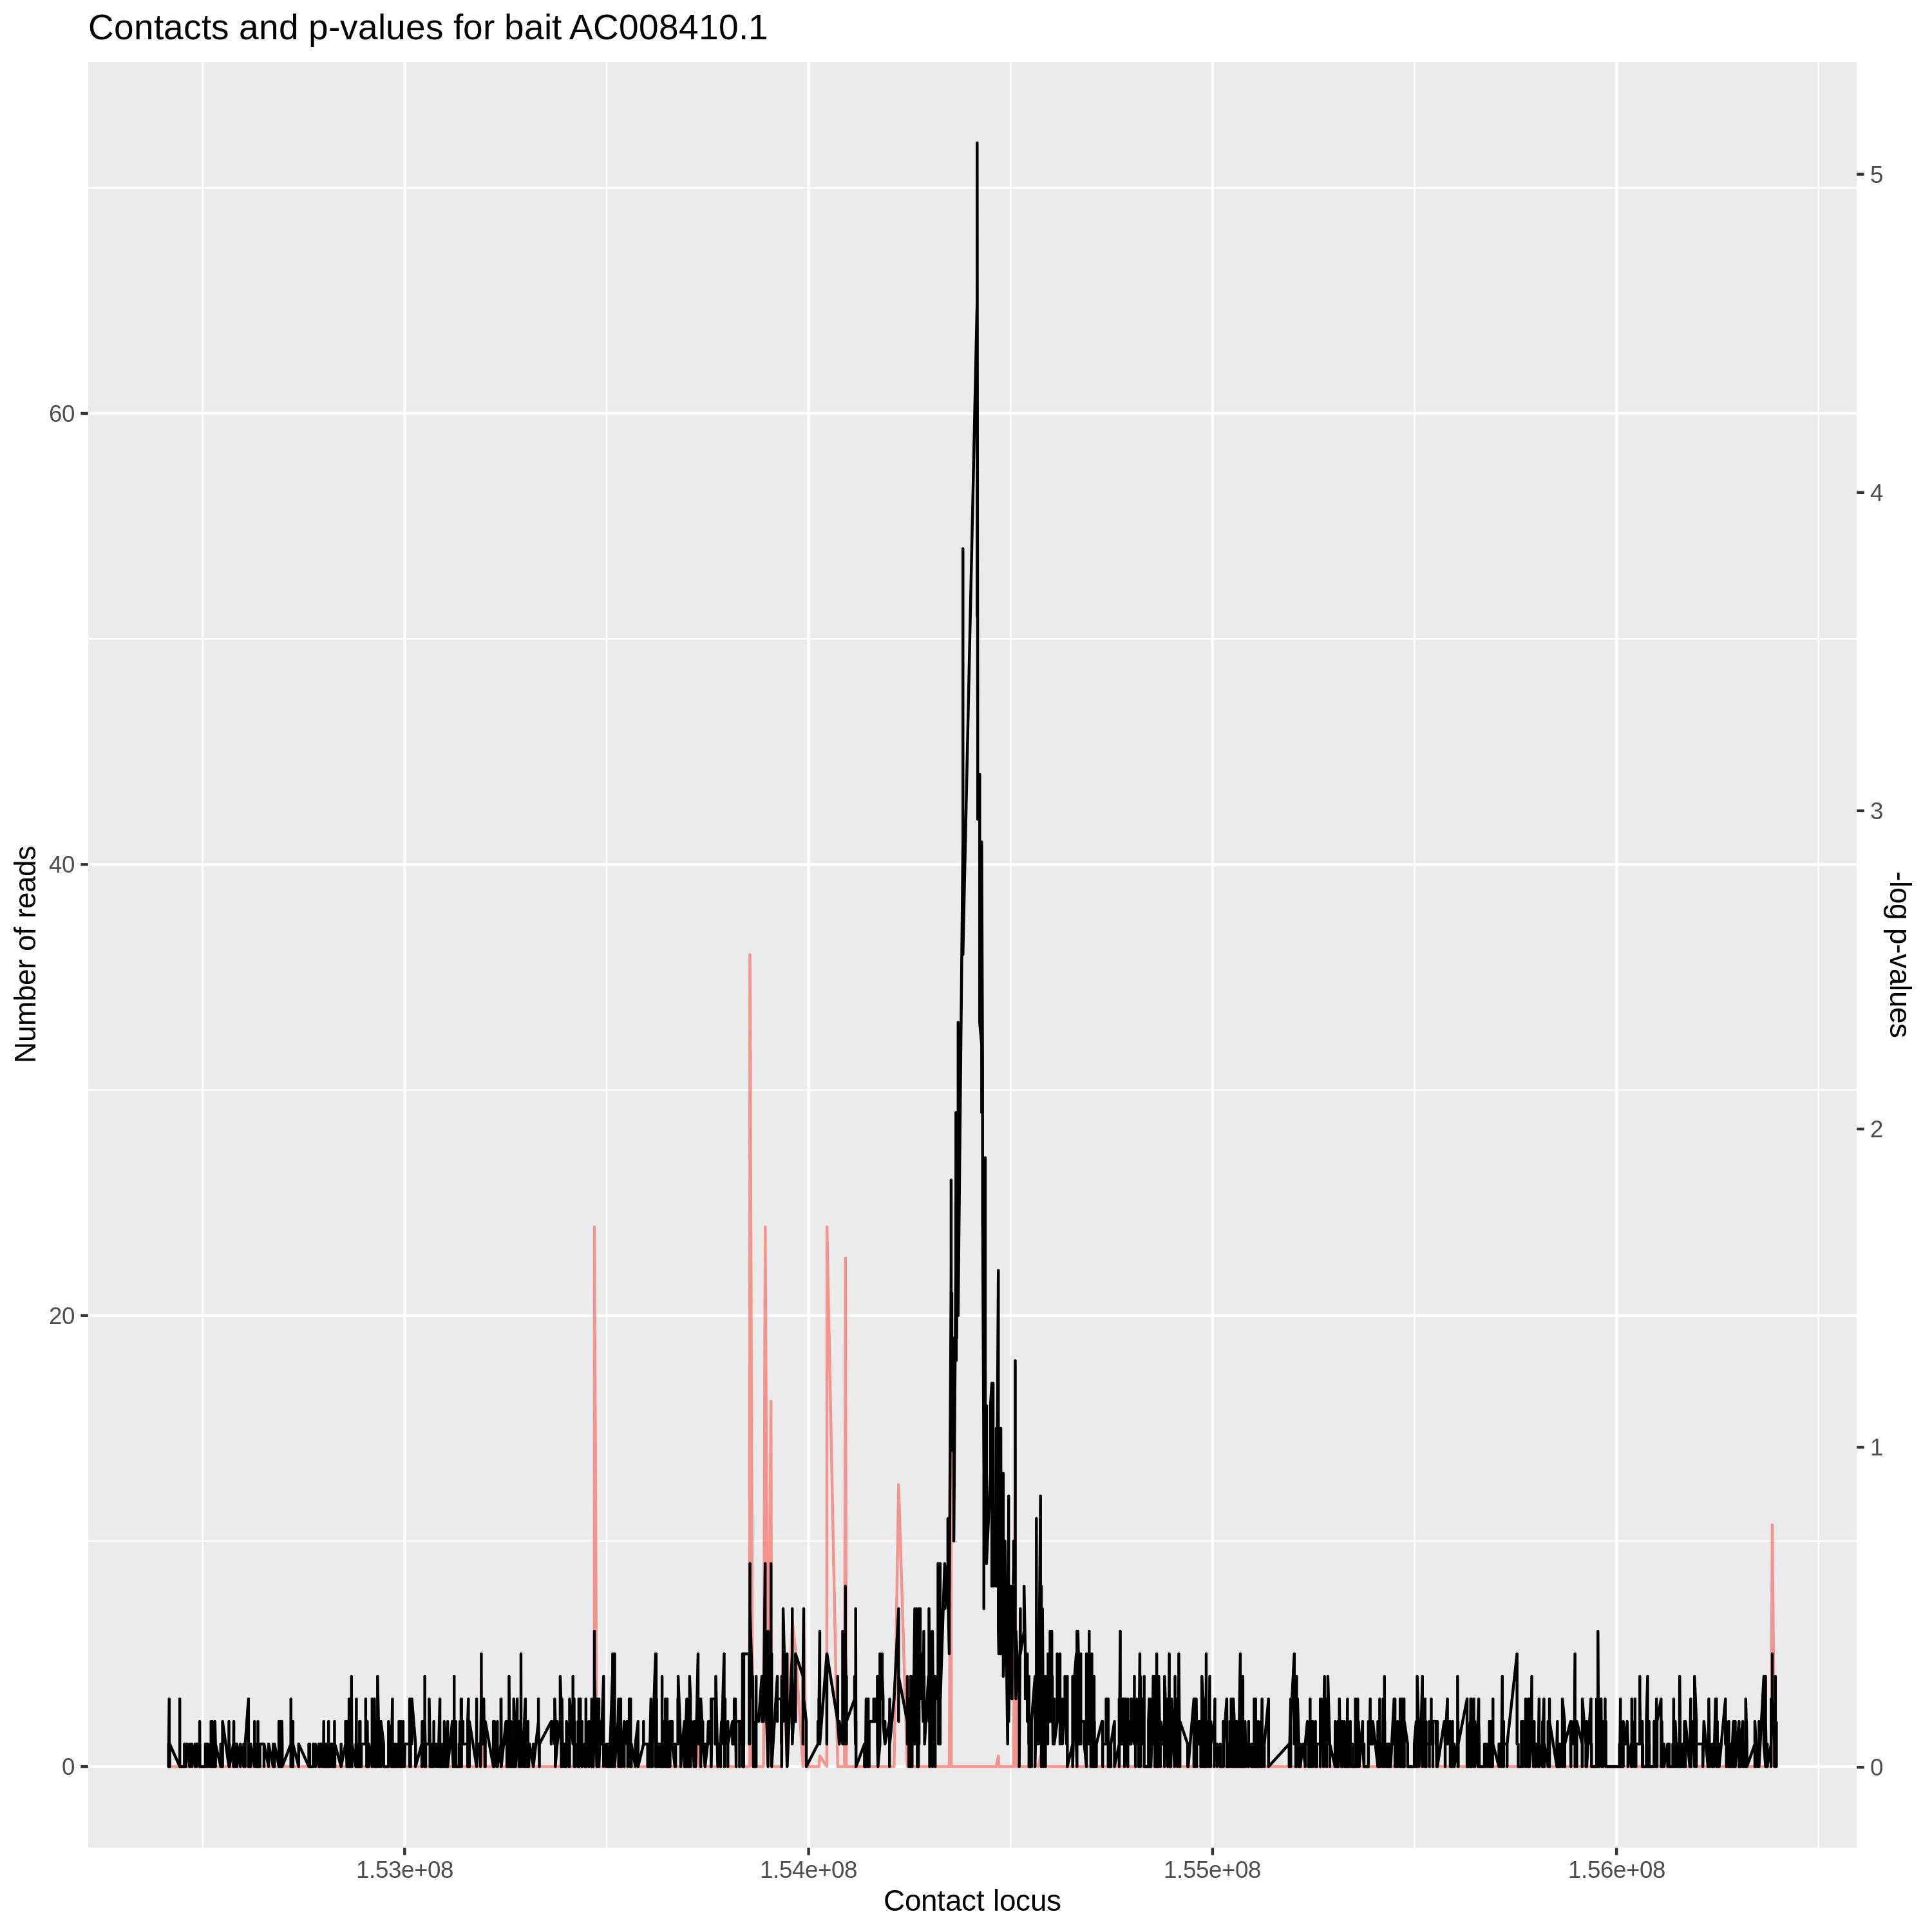 Contacts and p-values for bait AC008410.1
60
40
20
0
Number of reads
5
4
3
2
1
0
-log p-values
1.53e+08
1.54e+08
1.55e+08
1.56e+08
Contact locus